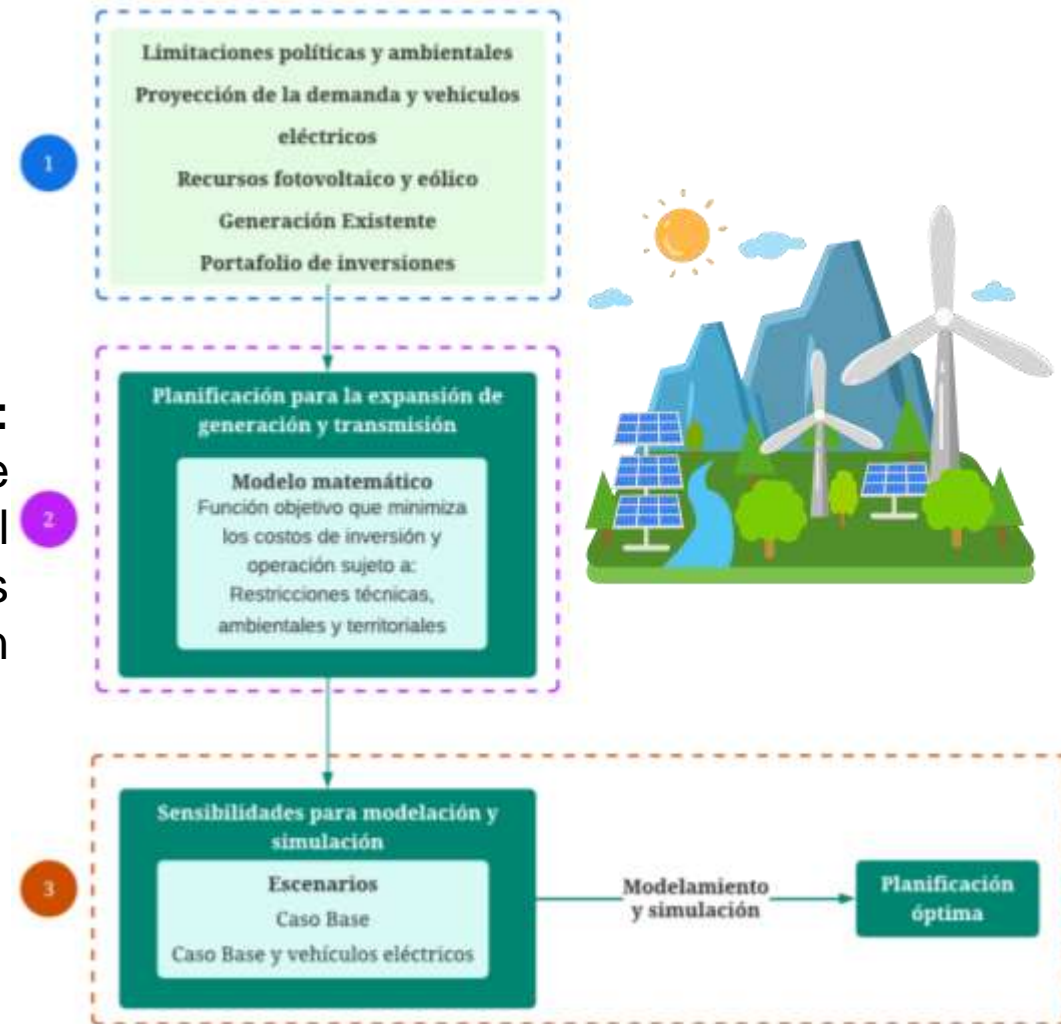 1
Limitaciones políticas y ambientales
Proyección de la demanda y vehículos
eléctricos
Recursos fotovoltaico y eólico
Generación Existente
Portafolio de inversiones
:
e
l
s
n
2
Planificación para la expansión de
generación y transmisión
Modelo matemático
Función objetivo que minimiza
los costos de inversión y
operación sujeto a:
Restricciones técnicas,
ambientales y territoriales
3
Sensibilidades para modelación y
simulación
Escenarios
Caso Base
Caso Base y vehículos eléctricos
Modelamiento
y simulación
Planificación
óptima